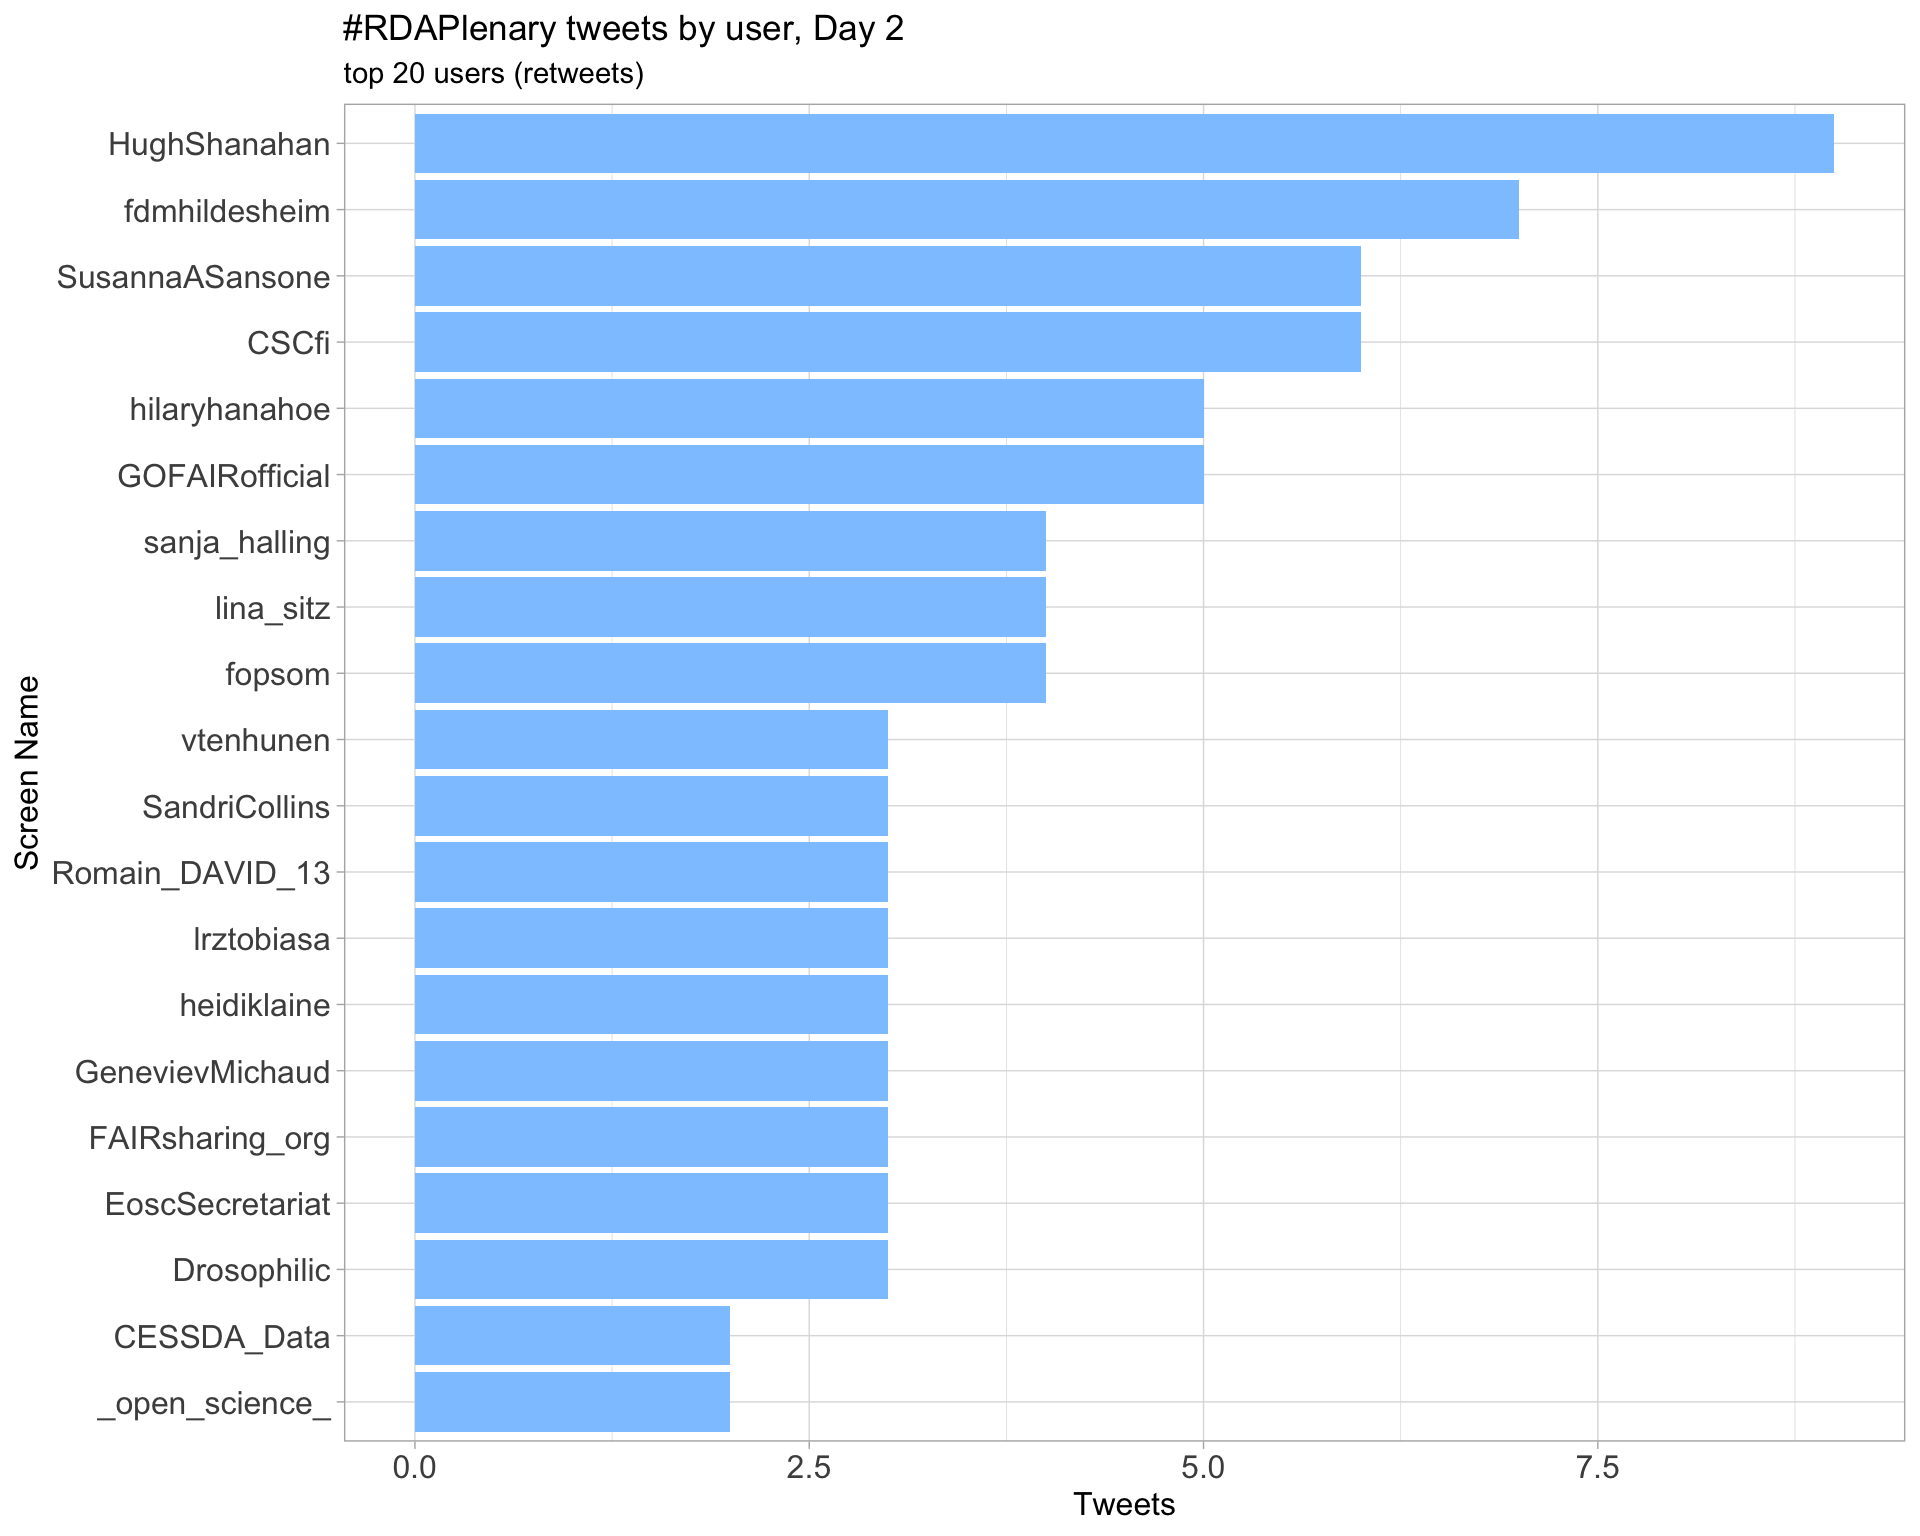 #RDAPlenary tweets by user, Day 2
top 20 users (retweets)
HughShanahan
fdmhildesheim
SusannaASansone
CSCfi
hilaryhanahoe
GOFAIRofficial
sanja_halling
lina_sitz
fopsom
vtenhunen
SandriCollins
Romain_DAVID_13
lrztobiasa
heidiklaine
GenevievMichaud
FAIRsharing_org
EoscSecretariat
Drosophilic
CESSDA_Data
_open_science_
Screen Name
0.0 2.5 5.0 7.5
Tweets